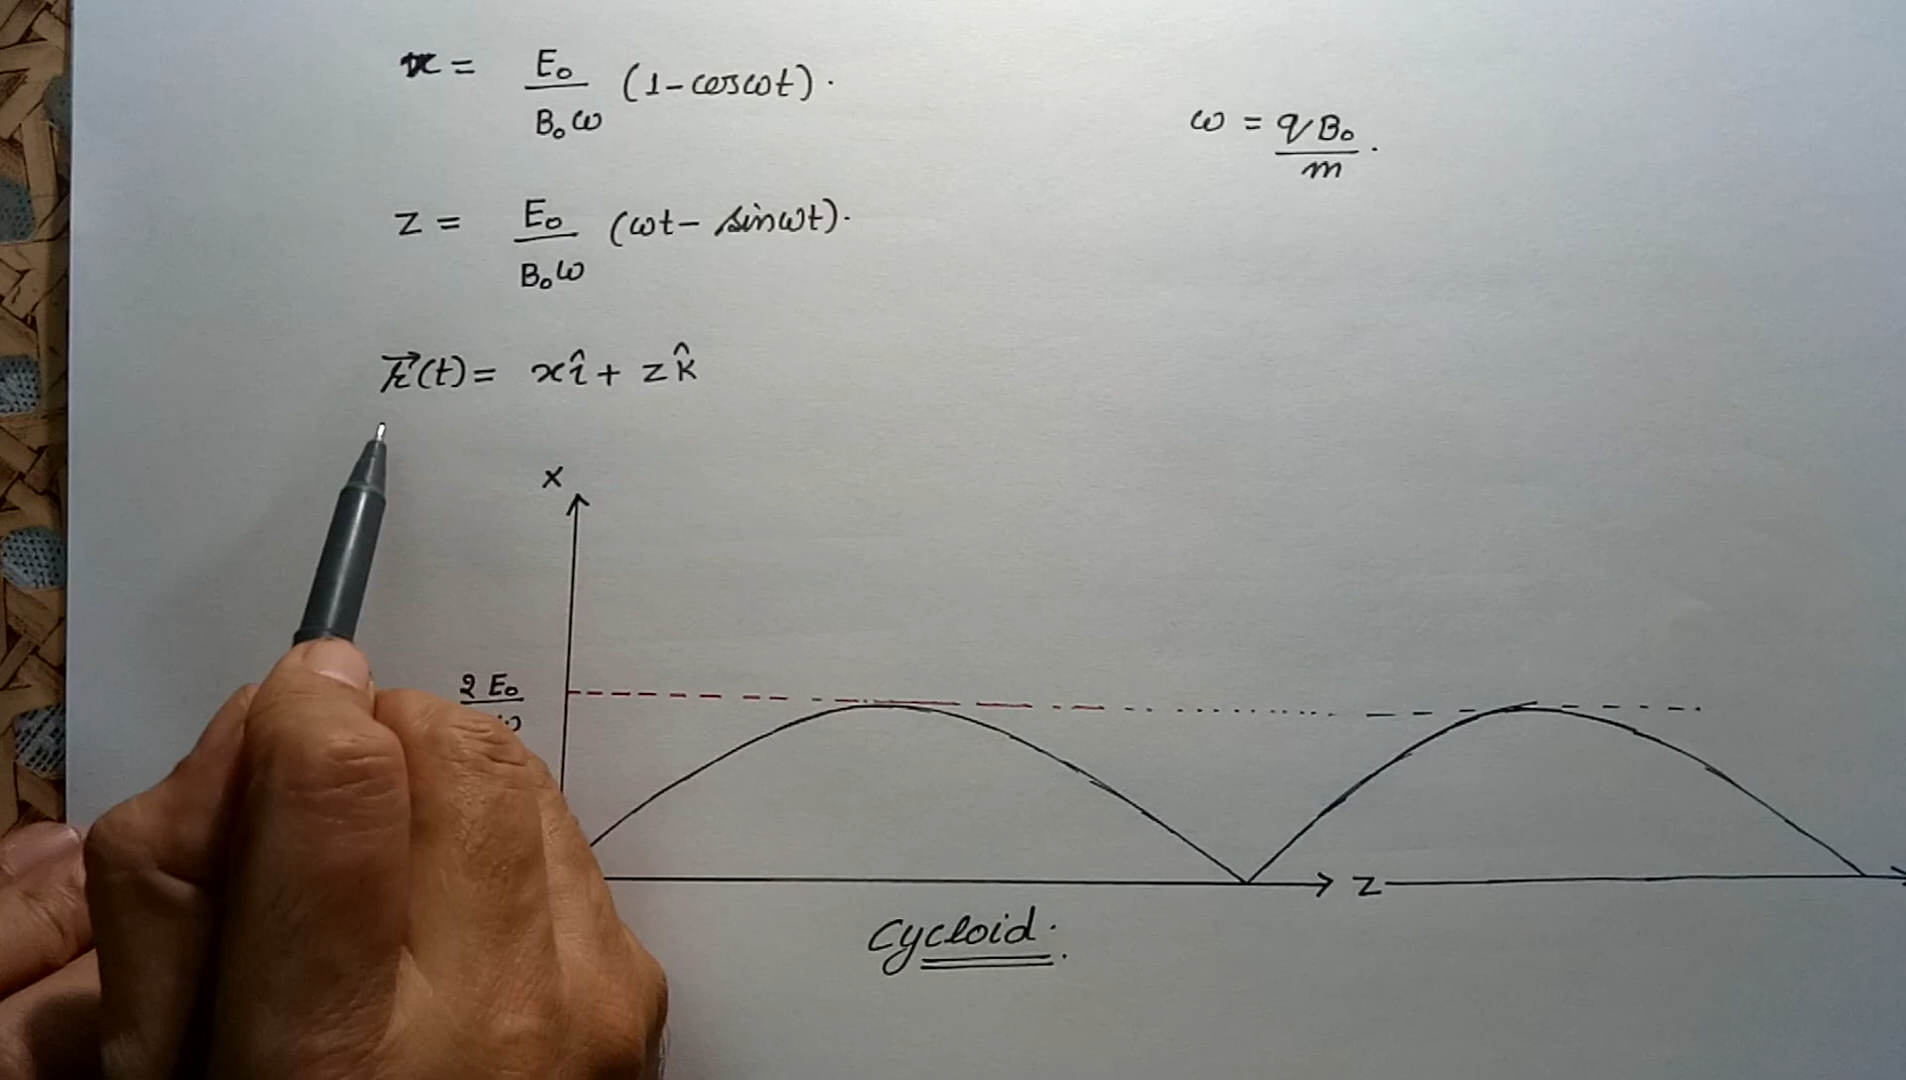 x = E₀/B₀ω (1-cosωt).
ω = qB₀/m.
z = E₀/B₀ω (ωt- sinωt).
r⃗(t)= xî+ zk̂
x
2 E₀
z
Cycloid.